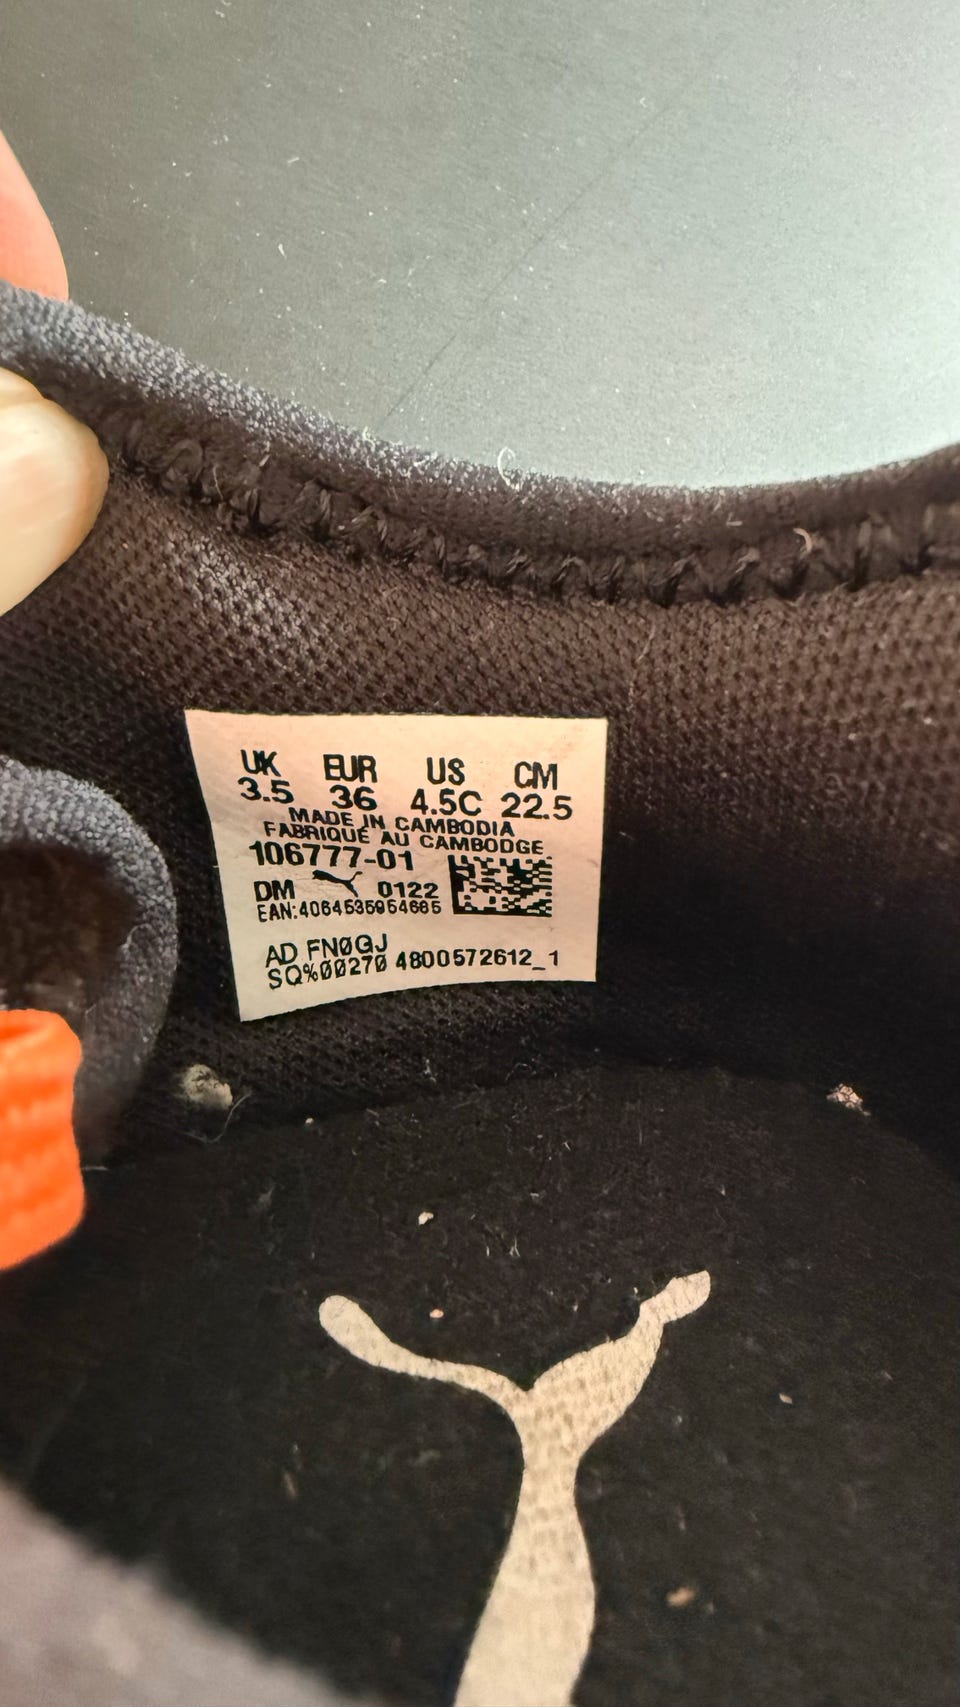 UK EUR US CM
3.5 36 4.5C 22.5
MADE IN CAMBODIA
FABRIQUÉ AU CAMBODGE
106777-01
DM 0122
EAN:4064535954685
AD FN0GJ
SQ%00270 4800572612_1